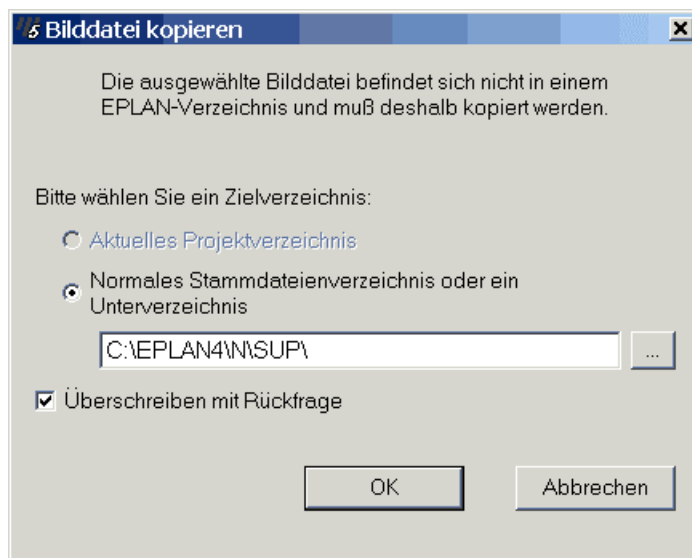 Bilddatei kopieren
Die ausgewählte Bilddatei befindet sich nicht in einem
EPLAN-Verzeichnis und muß deshalb kopiert werden.
Bitte wählen Sie ein Zielverzeichnis:
Aktuelles Projektverzeichnis
Normales Stammdateienverzeichnis oder ein
Unterverzeichnis
C:\EPLAN4\N\SUP\
...
Überschreiben mit Rückfrage
OK
Abbrechen